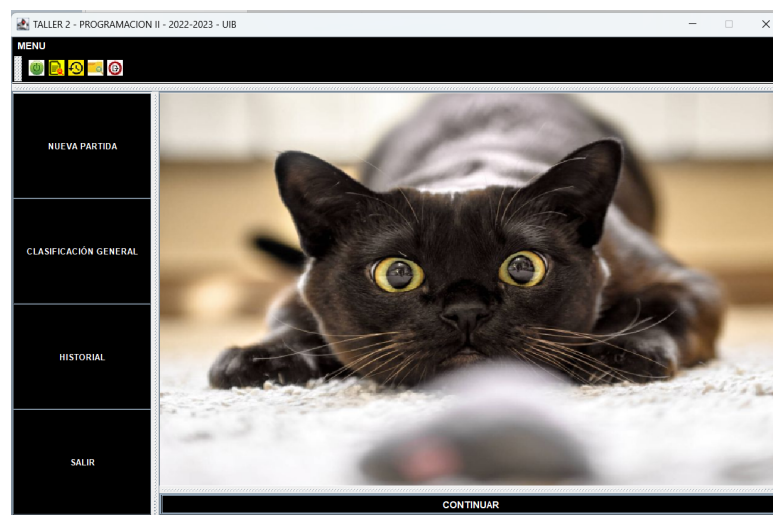 TALLER 2 - PROGRAMACION II - 2022-2023 - UIB
MENU
NUEVA PARTIDA
CLASIFICACIÓN GENERAL
HISTORIAL
SALIR
CONTINUAR